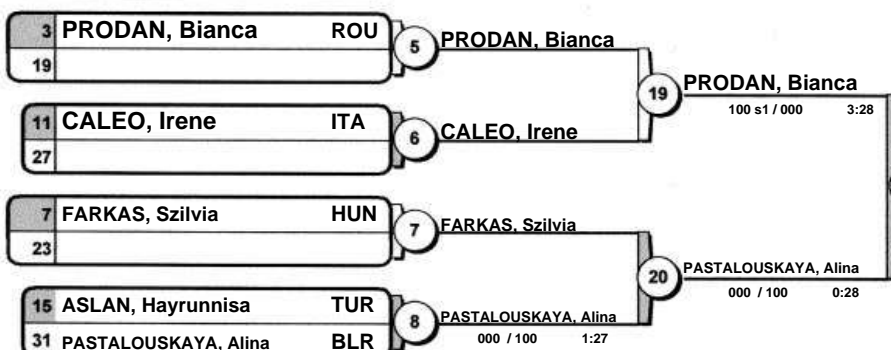 3 PRODAN, Bianca ROU
19
5
PRODAN, Bianca
19
PRODAN, Bianca
100 s1 / 000 3:28
11 CALEO, Irene ITA
27
6
CALEO, Irene
7 FARKAS, Szilvia HUN
23
7
FARKAS, Szilvia
20
PASTALOUSKAYA, Alina
000 / 100 0:28
15 ASLAN, Hayrunnisa TUR
31 PASTALOUSKAYA, Alina BLR
8
PASTALOUSKAYA, Alina
000 / 100 1:27